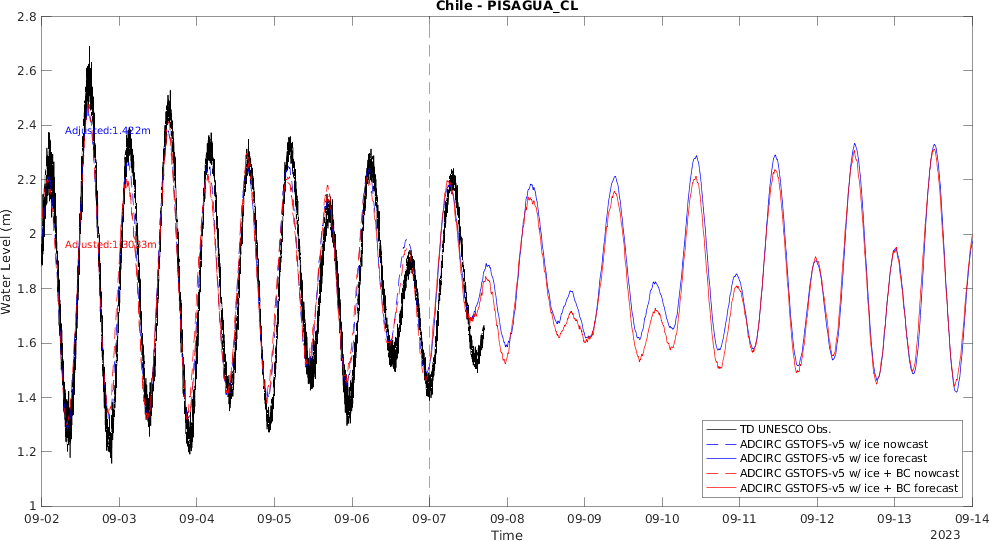 Chile - PISAGUA_CL
2.8
2.6
2.4
2.2
2
1.8
1.6
1.4
1.2
1
Water Level (m)
Adjusted:1.422m
Adjusted:1.3033m
TD UNESCO Obs.
ADCIRC GSTOFS-v5 w/ ice nowcast
ADCIRC GSTOFS-v5 w/ ice forecast
ADCIRC GSTOFS-v5 w/ ice + BC nowcast
ADCIRC GSTOFS-v5 w/ ice + BC forecast
09-02 09-03 09-04 09-05 09-06 09-07 09-08 09-09 09-10 09-11 09-12 09-13 09-14
Time
2023